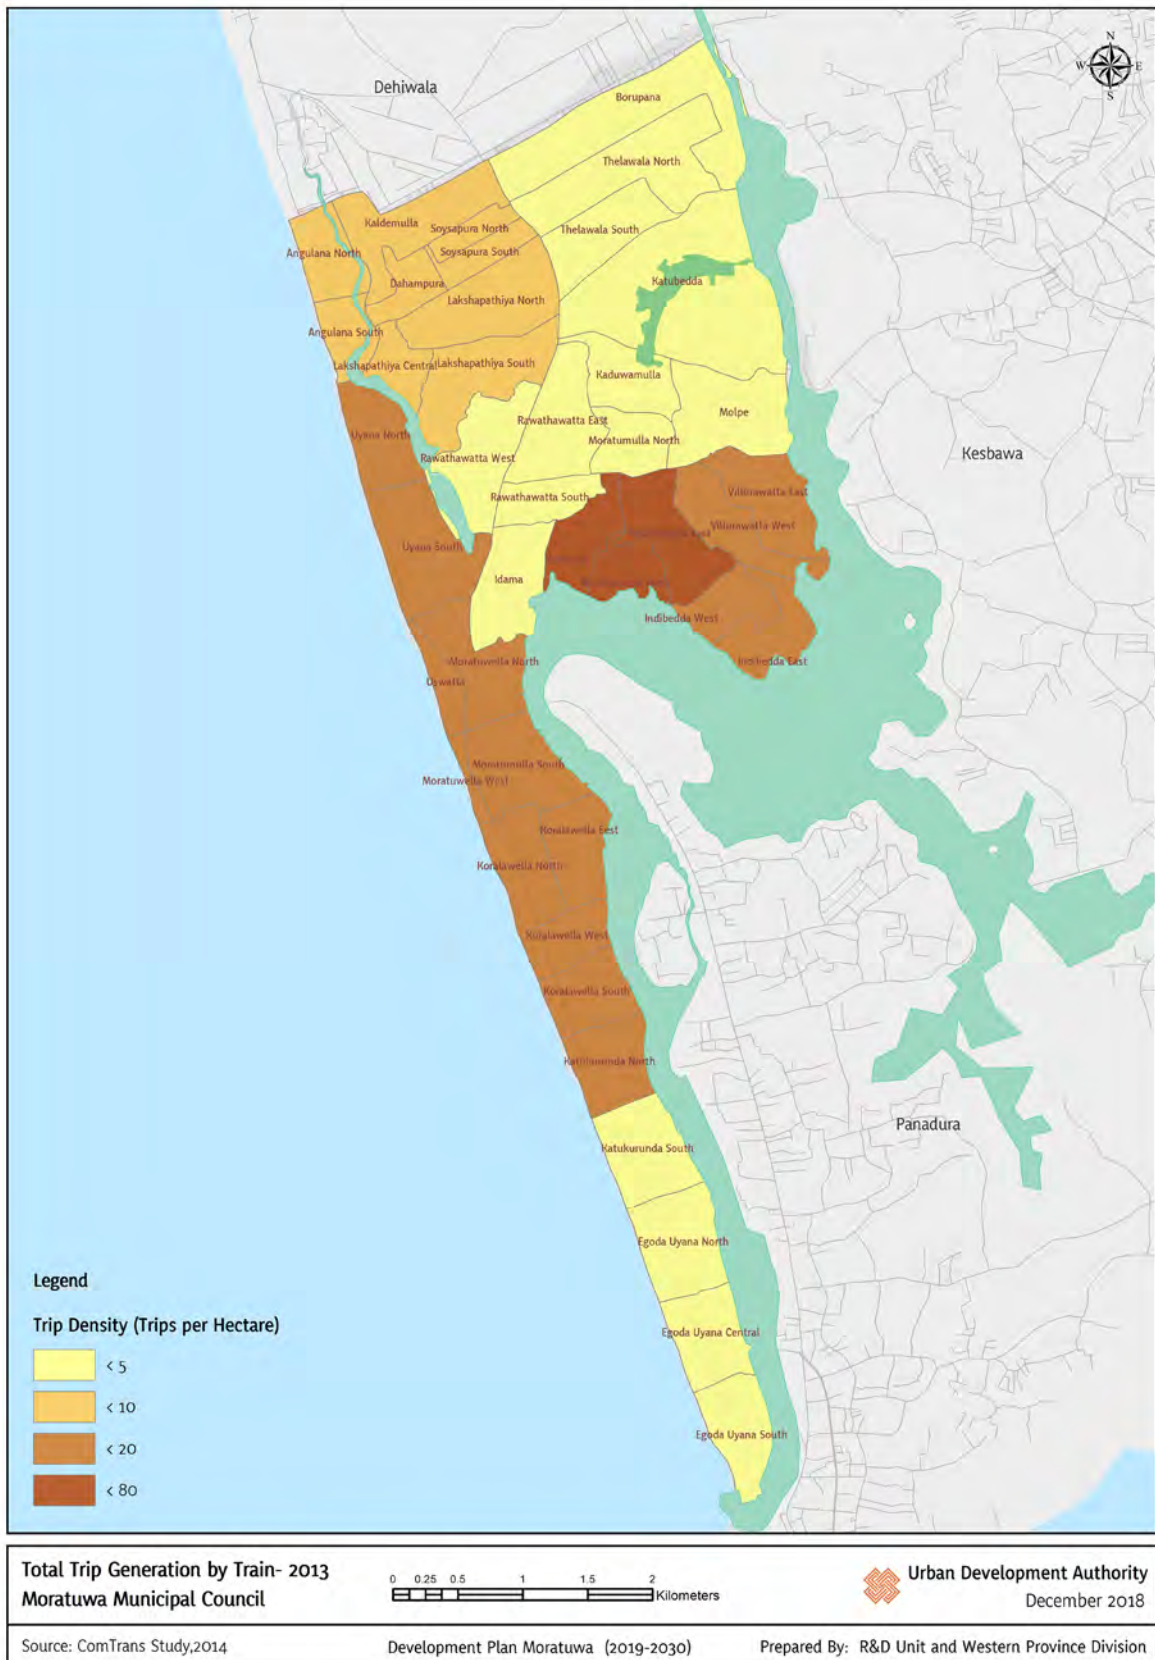 N
W
E
S
Dehiwala
Borupana
Thelawala North
Kaldemulla
Soysapura North
Thelawala South
Angulana North
Soysapura South
Dahampura
Katubedda
Lakshapathiya North
Angulana South
Lakshapathiya Central
Lakshapathiya South
Kaduwamulla
Rawathawatta East
Molpe
Uyana North
Moratumulla North
Kesbawa
Rawathawatta West
Villorawatta East
Rawathawatta South
Villorawatta West
Uyana South
Idama
Indibedda West
Moratuwella North
Indibedda East
Moratumulla South
Moratuwella West
Koralawella East
Koralawella North
Koralawella West
Koralawella South
Katukurunda North
Panadura
Katukurunda South
Egoda Uyana North
Egoda Uyana Central
Egoda Uyana South
Legend
Trip Density (Trips per Hectare)
< 5
< 10
< 20
< 80
Total Trip Generation by Train- 2013
Moratuwa Municipal Council
0 0.25 0.5 1 1.5 2
Kilometers
Urban Development Authority
December 2018
Source: ComTrans Study,2014
Development Plan Moratuwa (2019-2030)
Prepared By: R&D Unit and Western Province Division